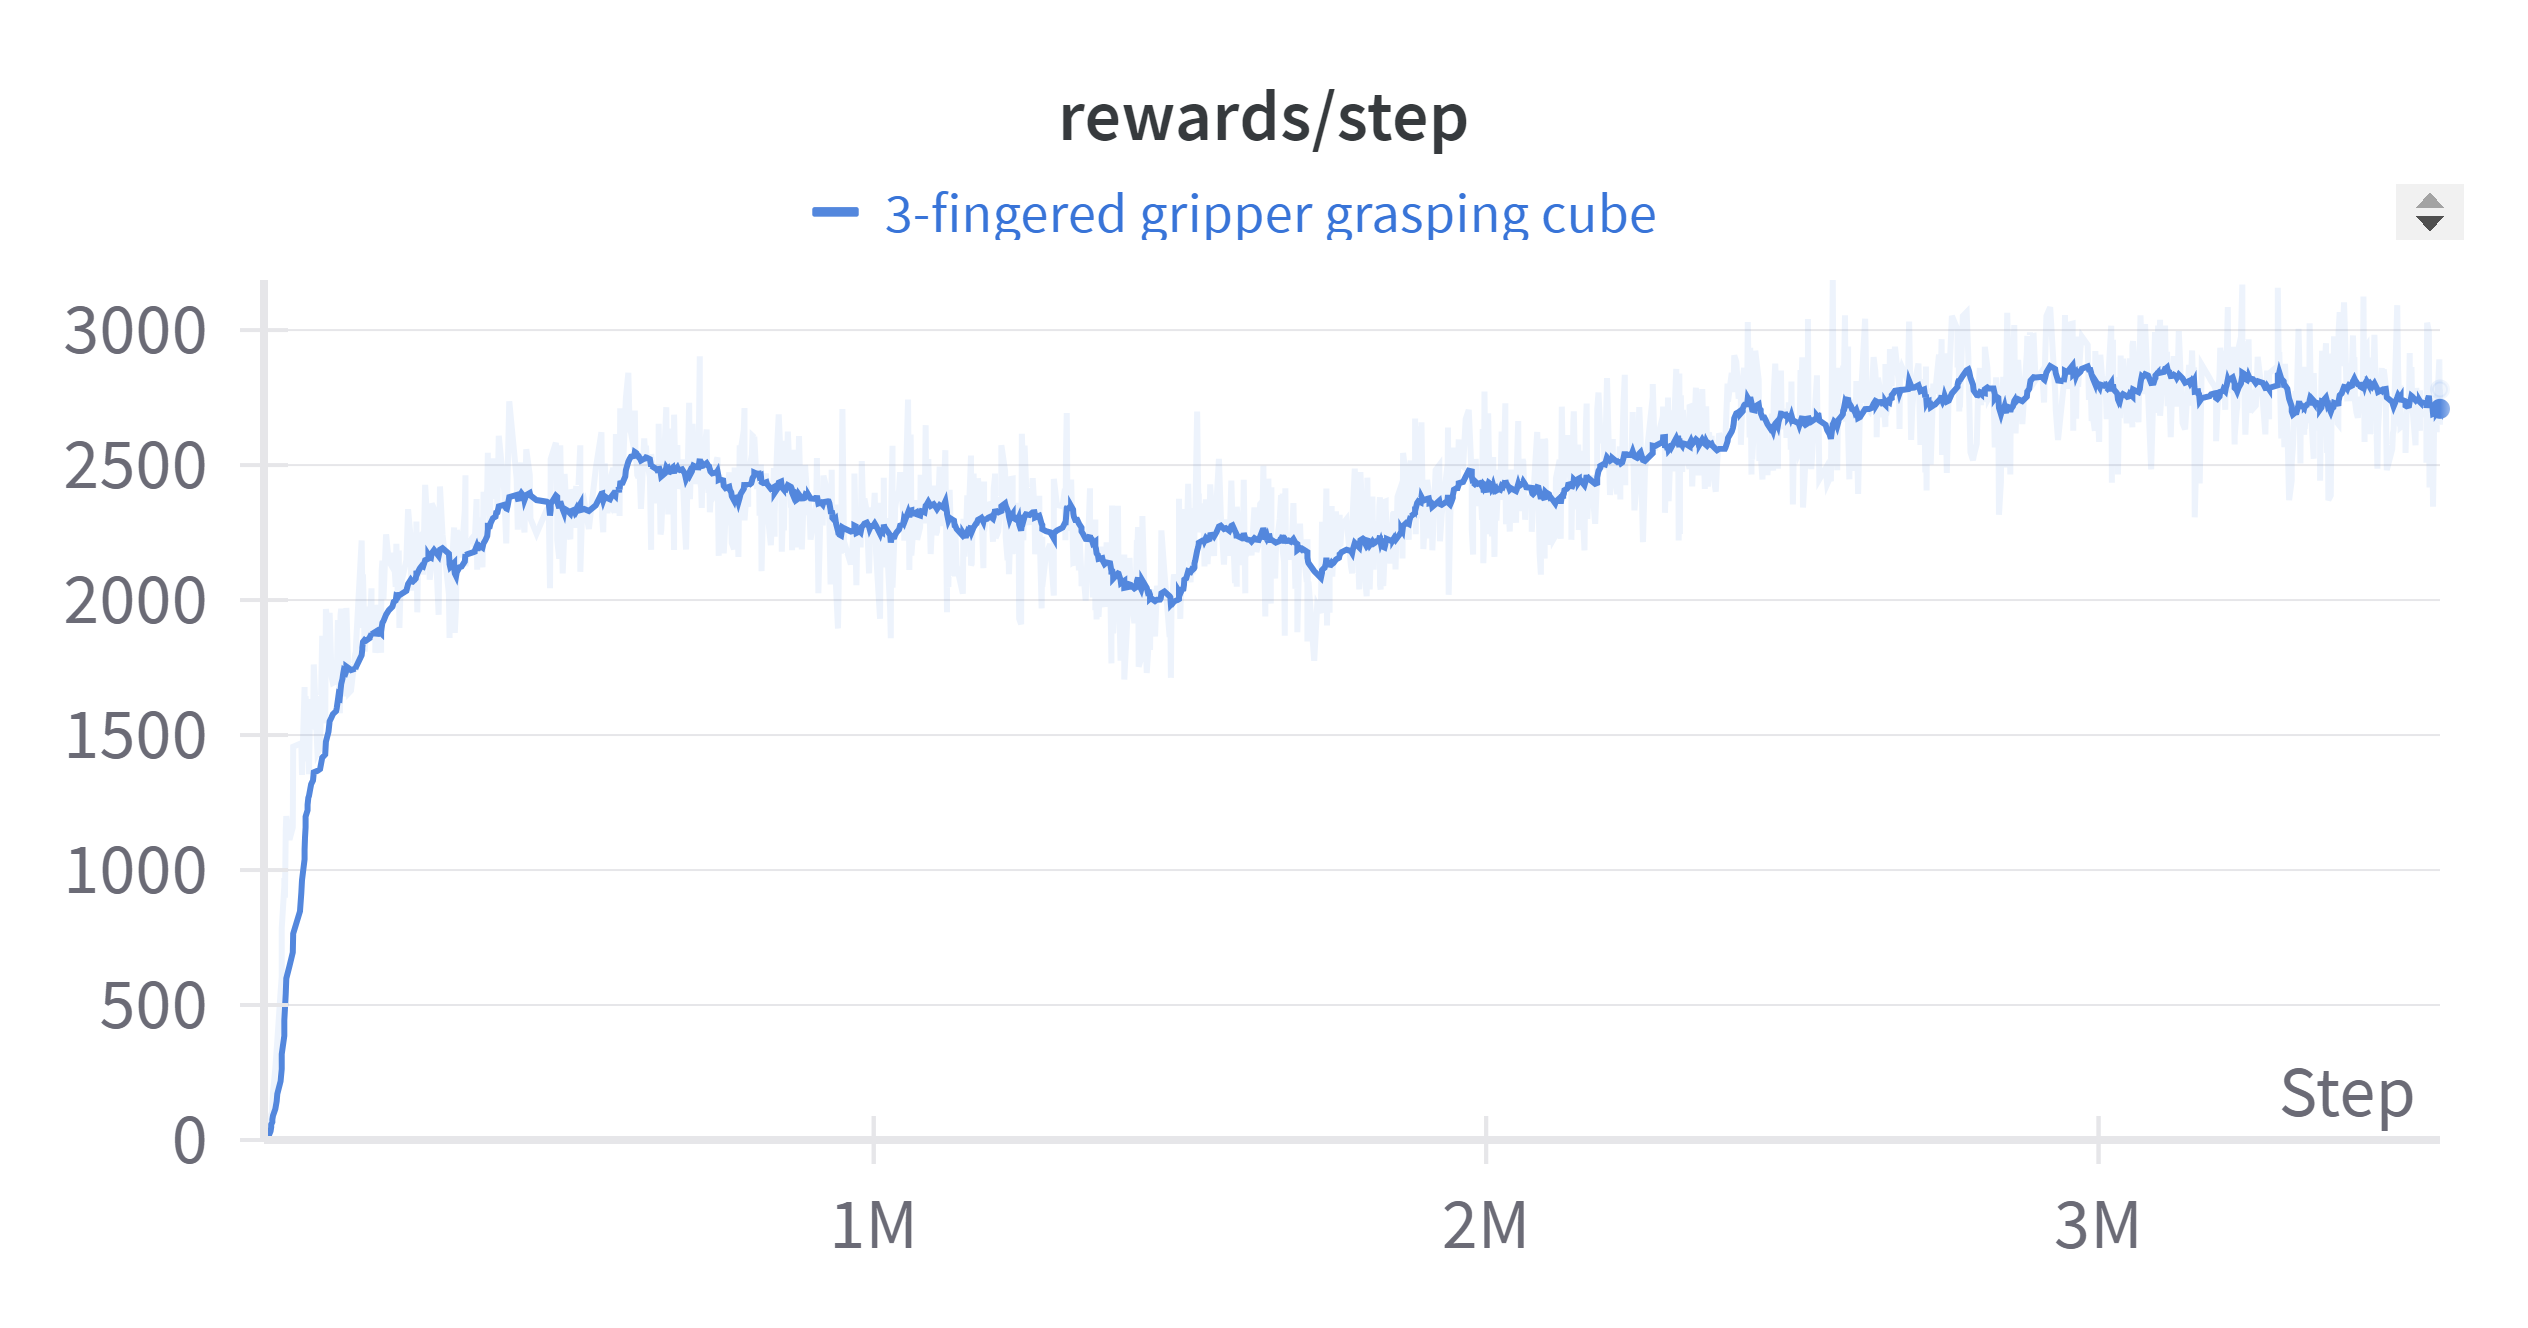 rewards/step
3-fingered gripper grasping cube
3000
2500
2000
1500
1000
500
0
Step
1M
2M
3M